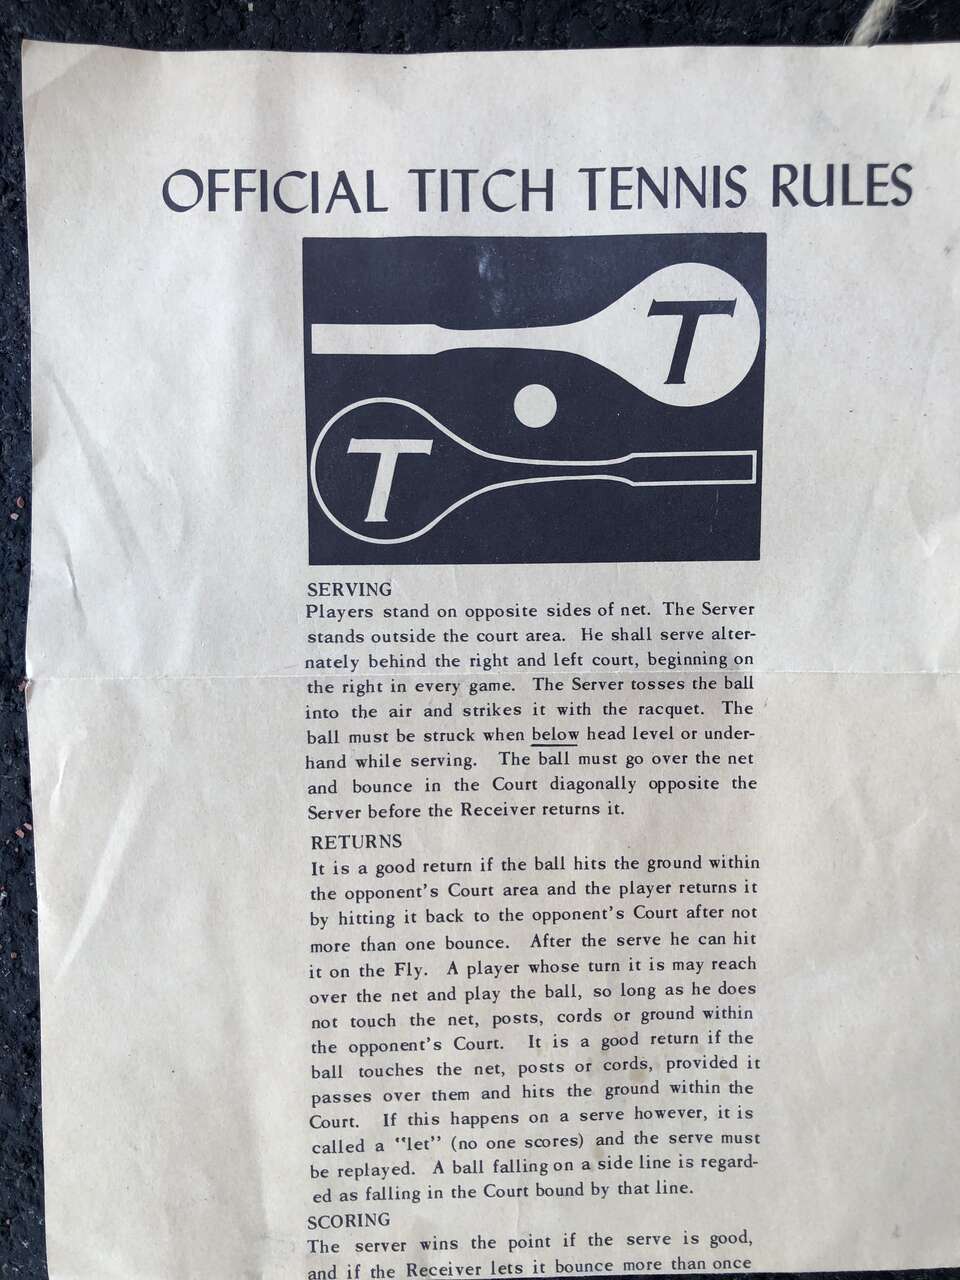 OFFICIAL TITCH TENNIS RULES
T
T
SERVING
Players stand on opposite sides of net. The Server
stands outside the court area. He shall serve alter-
nately behind the right and left court, beginning on
the right in every game. The Server tosses the ball
into the air and strikes it with the racquet. The
ball must be struck when below head level or under-
hand while serving. The ball must go over the net
and bounce in the Court diagonally opposite the
Server before the Receiver returns it.
RETURNS
It is a good return if the ball hits the ground within
the opponent's Court area and the player returns it
by hitting it back to the opponent's Court after not
more than one bounce. After the serve he can hit
it on the Fly. A player whose turn it is may reach
over the net and play the ball, so long as he does
not touch the net, posts, cords or ground within
the opponent's Court. It is a good return if the
ball touches the net, posts or cords, provided it
passes over them and hits the ground within the
Court. If this happens on a serve however, it is
called a "let" (no one scores) and the serve must
be replayed. A ball falling on a side line is regard-
ed as falling in the Court bound by that line.
SCORING
The server wins the point if the serve is good,
and if the Receiver lets it bounce more than once